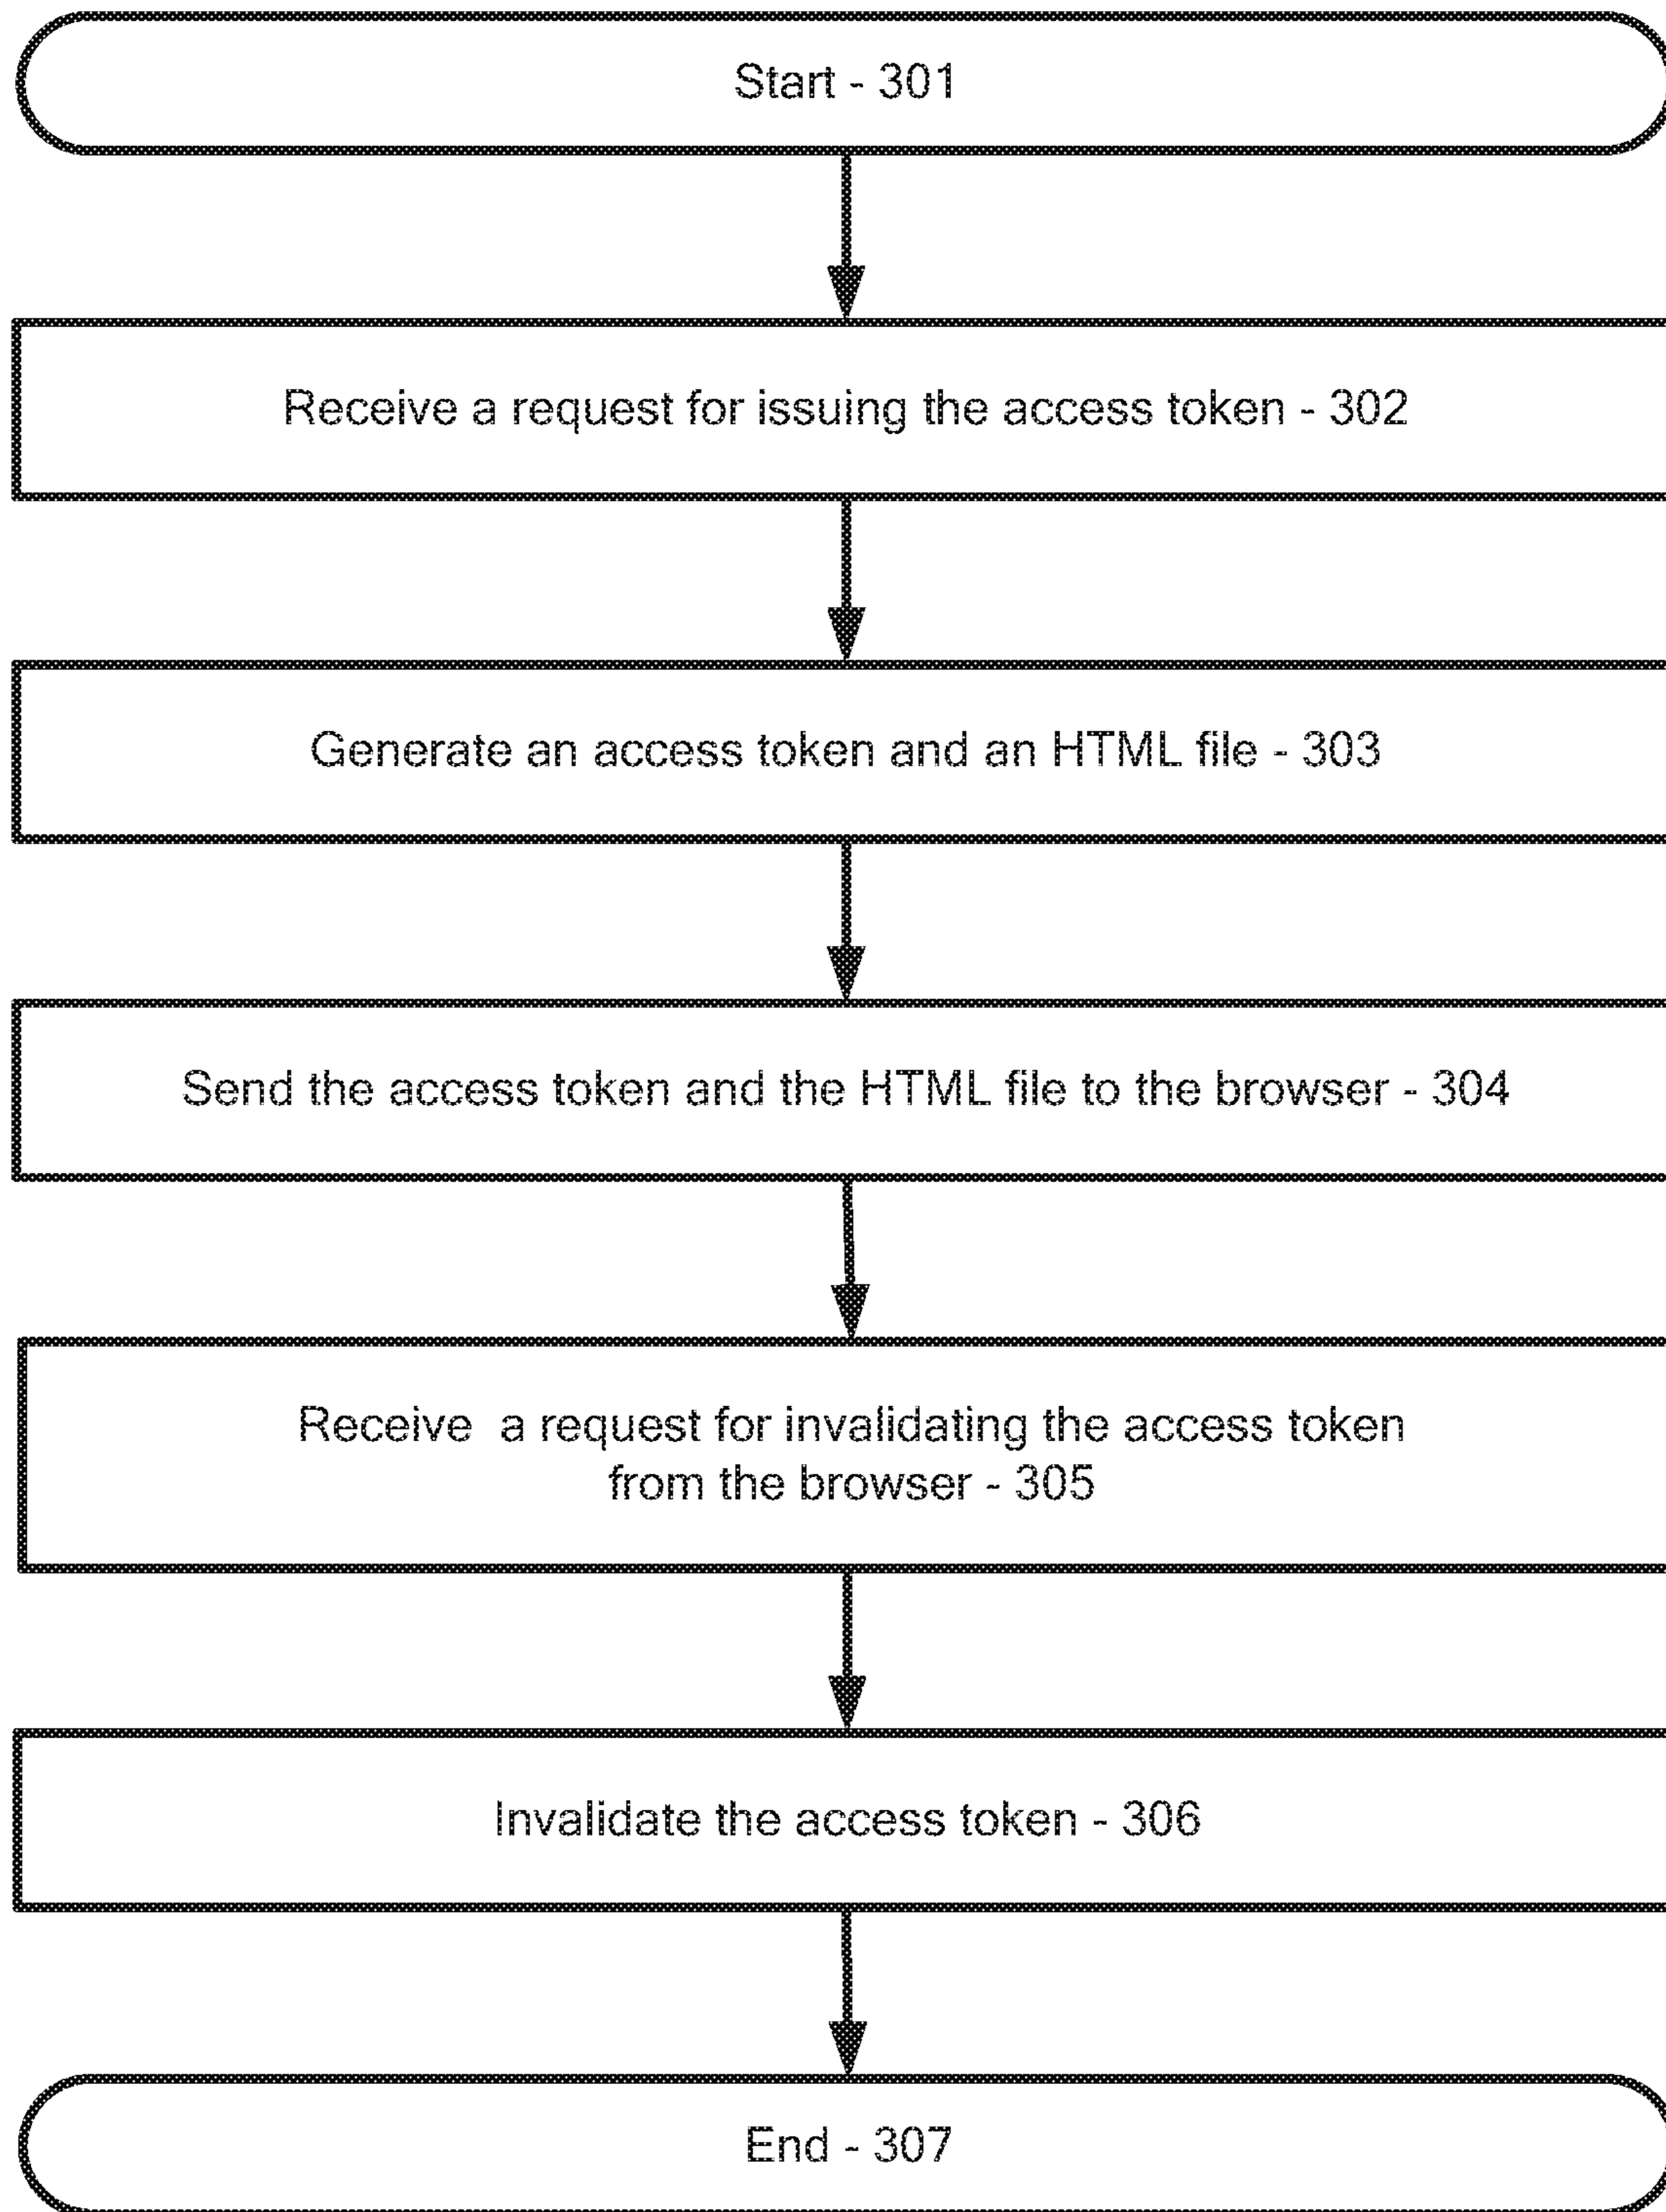 Start - 301
Receive a request for issuing the access token - 302
Generate an access token and an HTML file - 303
Send the access token and the HTML file to the browser - 304
Receive  a request for invalidating the access token
from the browser - 305
Invalidate the access token - 306
End - 307